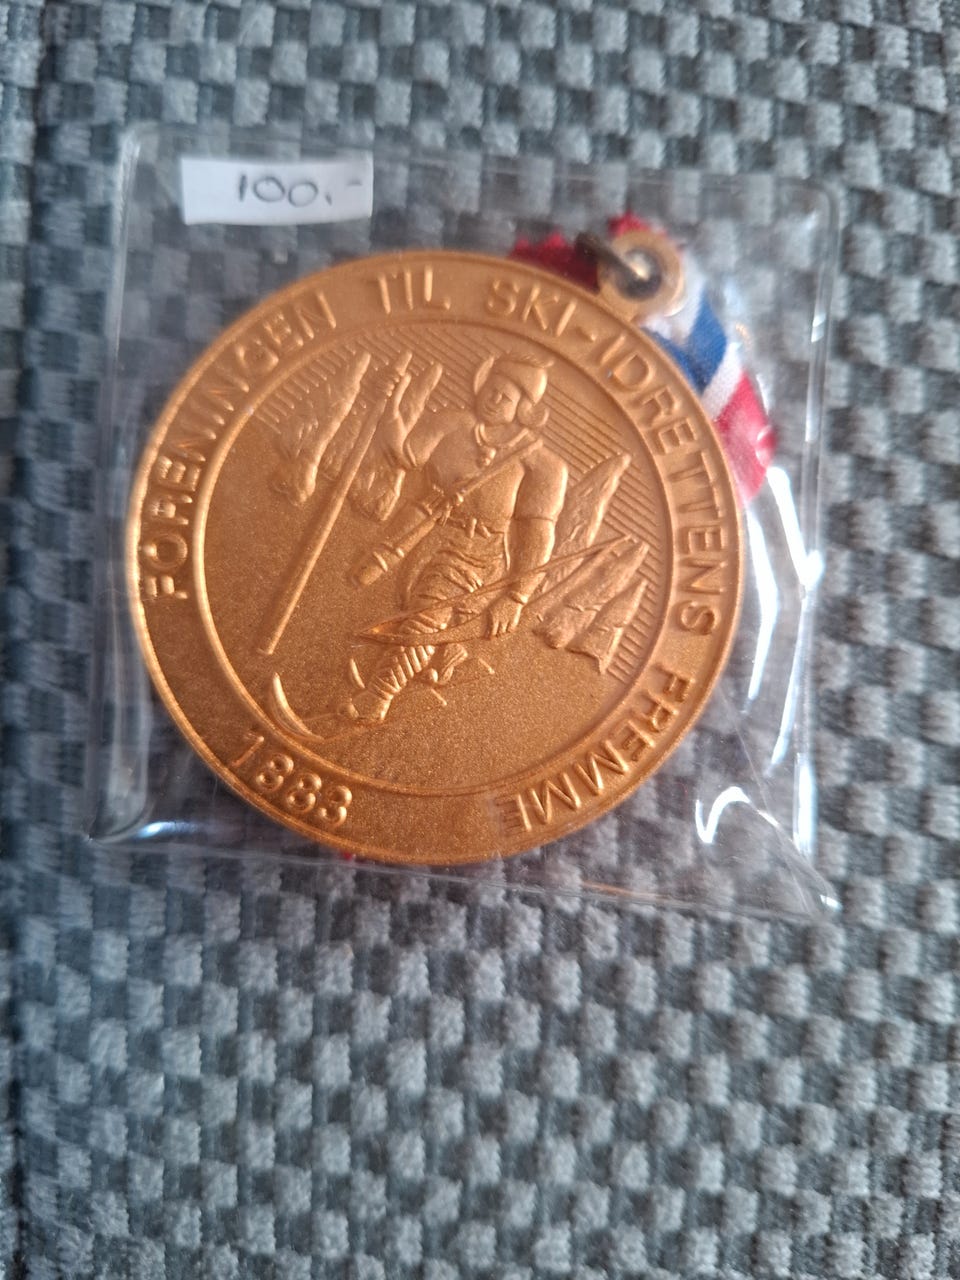 100.-
FORENINGEN TIL SKI-IDRETTENS FREMME
1883